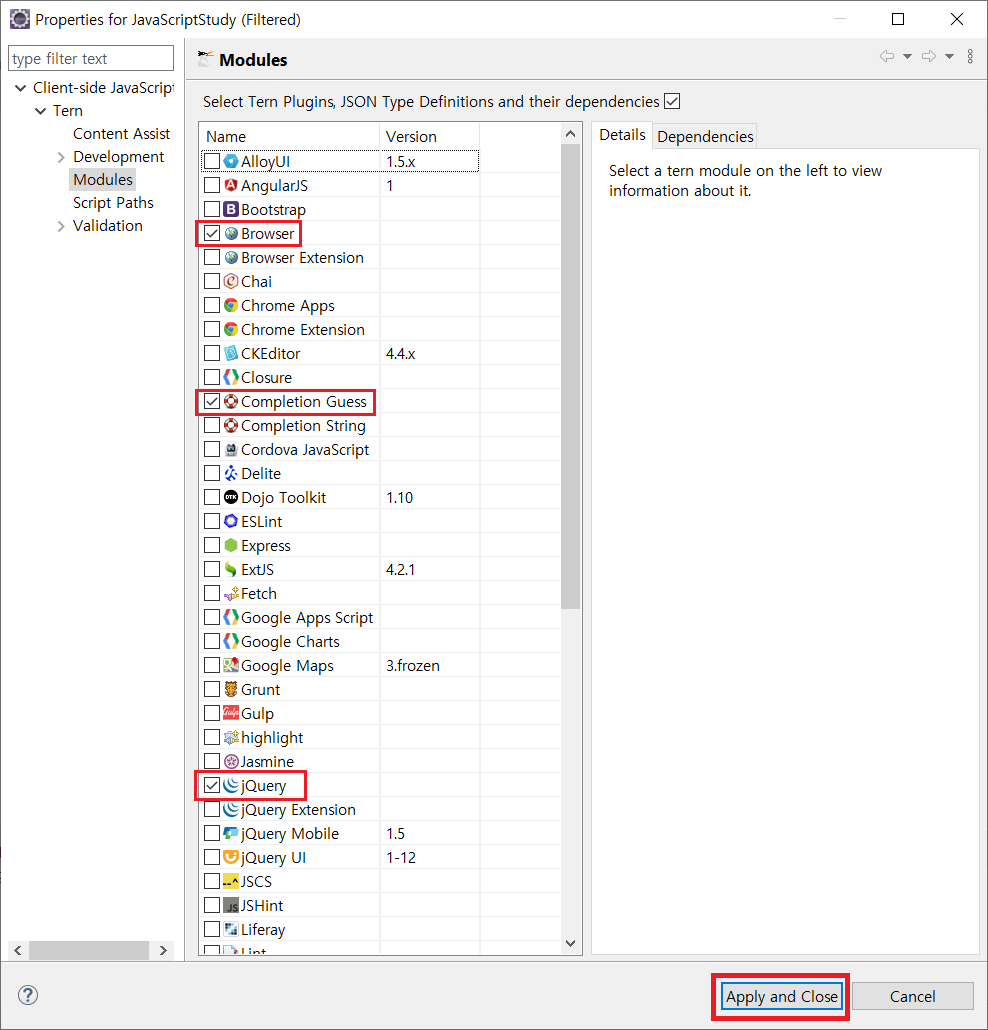 Properties for JavaScriptStudy (Filtered)
type filter text
Client-side JavaScript
Tern
Content Assist
Development
Modules
Script Paths
Validation
Modules
Select Tern Plugins, JSON Type Definitions and their dependencies
Name Version
AlloyUI 1.5.x
AngularJS 1
Bootstrap
Browser
Browser Extension
Chai
Chrome Apps
Chrome Extension
CKEditor 4.4.x
Closure
Completion Guess
Completion String
Cordova JavaScript
Delite
Dojo Toolkit 1.10
ESLint
Express
ExtJS 4.2.1
Fetch
Google Apps Script
Google Charts
Google Maps 3.frozen
Grunt
Gulp
highlight
Jasmine
jQuery
jQuery Extension
jQuery Mobile 1.5
jQuery UI 1-12
JSCS
JSHint
Liferay
Lint
Details Dependencies
Select a tern module on the left to view
information about it.
Apply and Close Cancel